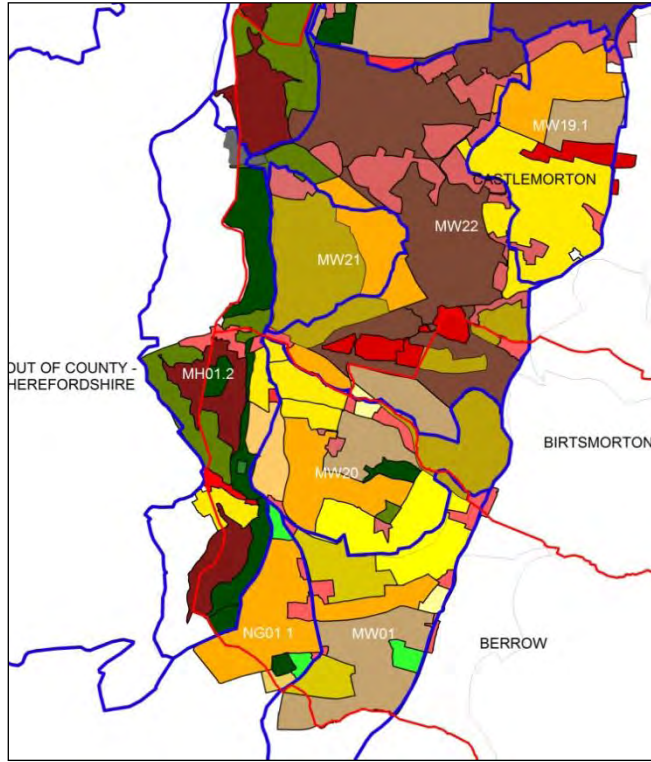 MW19.1
CASTLEMORTON
MW22
MW21
OUT OF COUNTY -
HEREFORDSHIRE
MH01.2
BIRTSMORTON
MW20
NG01 1
MW01
BERROW